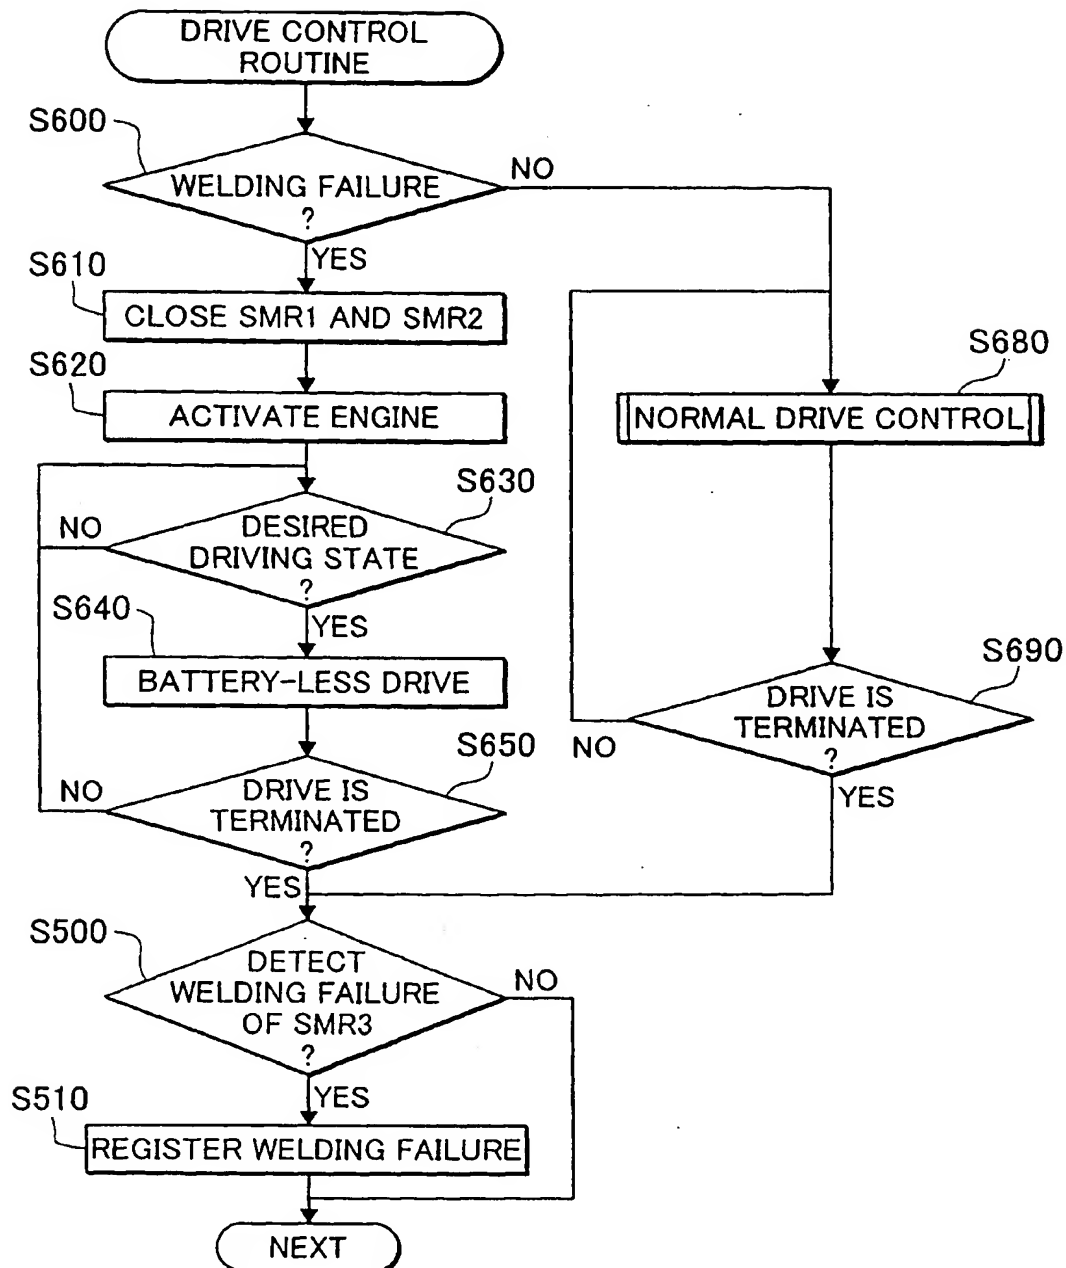 DRIVE CONTROL
ROUTINE
S600
WELDING FAILURE
?
NO
YES
S610
CLOSE SMR1 AND SMR2
S620
ACTIVATE ENGINE
S680
NORMAL DRIVE CONTROL
S630
NO
DESIRED
DRIVING STATE
?
YES
S640
BATTERY-LESS DRIVE
S690
DRIVE IS
TERMINATED
?
NO
YES
S650
NO
DRIVE IS
TERMINATED
?
YES
S500
DETECT
WELDING FAILURE
OF SMR3
?
NO
YES
S510
REGISTER WELDING FAILURE
NEXT